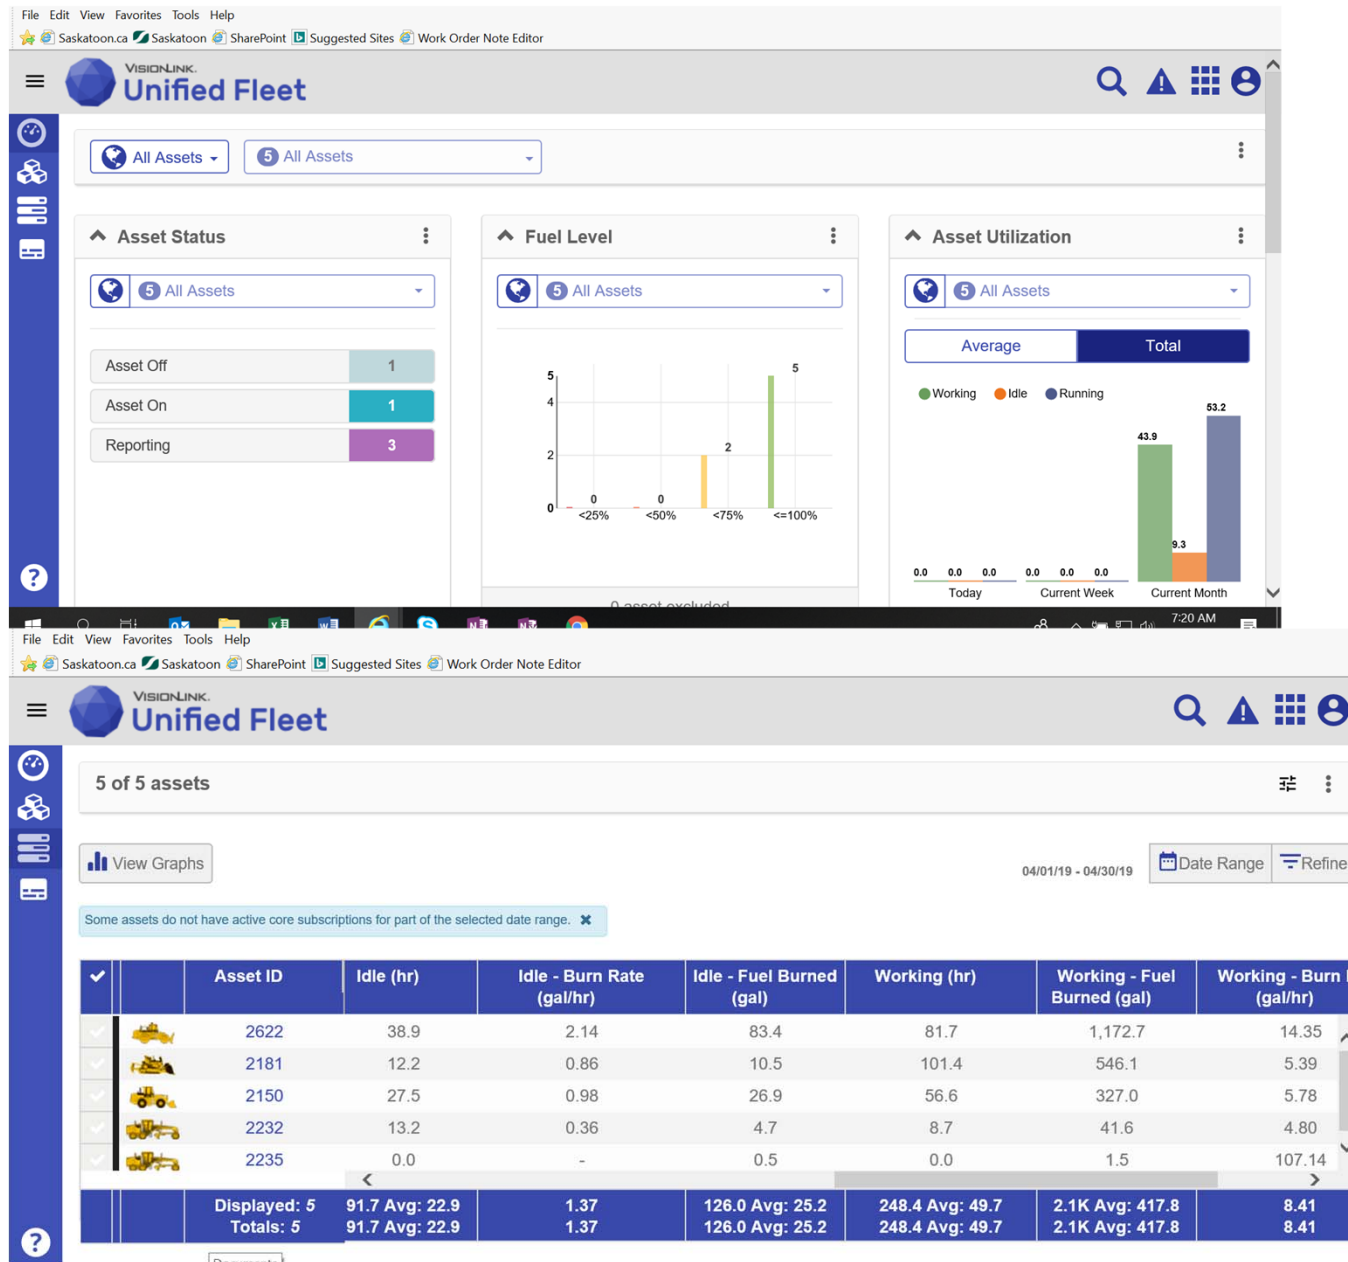 File Edit View Favorites Tools Help
Saskatoon.ca Saskatoon SharePoint Suggested Sites Work Order Note Editor
VISIONLINK.
Unified Fleet
All Assets 5 All Assets
Asset Status Fuel Level Asset Utilization
5 All Assets 5 All Assets 5 All Assets
Average Total
Asset Off 1
Asset On 1
Reporting 3
5
4
2
0
0 0 2 5
<25% <50% <75% <=100%
0 asset excluded
Working Idle Running
0.0 0.0 0.0 0.0 0.0 0.0 43.9 9.3 53.2
Today Current Week Current Month
?
7:20 AM
File Edit View Favorites Tools Help
Saskatoon.ca Saskatoon SharePoint Suggested Sites Work Order Note Editor
VISIONLINK.
Unified Fleet
5 of 5 assets
View Graphs 04/01/19 - 04/30/19 Date Range Refine
Some assets do not have active core subscriptions for part of the selected date range.
Asset ID Idle (hr) Idle - Burn Rate (gal/hr) Idle - Fuel Burned (gal) Working (hr) Working - Fuel Burned (gal) Working - Burn (gal/hr)
2622 38.9 2.14 83.4 81.7 1,172.7 14.35
2181 12.2 0.86 10.5 101.4 546.1 5.39
2150 27.5 0.98 26.9 56.6 327.0 5.78
2232 13.2 0.36 4.7 8.7 41.6 4.80
2235 0.0 - 0.5 0.0 1.5 107.14
Displayed: 5 91.7 Avg: 22.9 1.37 126.0 Avg: 25.2 248.4 Avg: 49.7 2.1K Avg: 417.8 8.41
Totals: 5 91.7 Avg: 22.9 1.37 126.0 Avg: 25.2 248.4 Avg: 49.7 2.1K Avg: 417.8 8.41
?